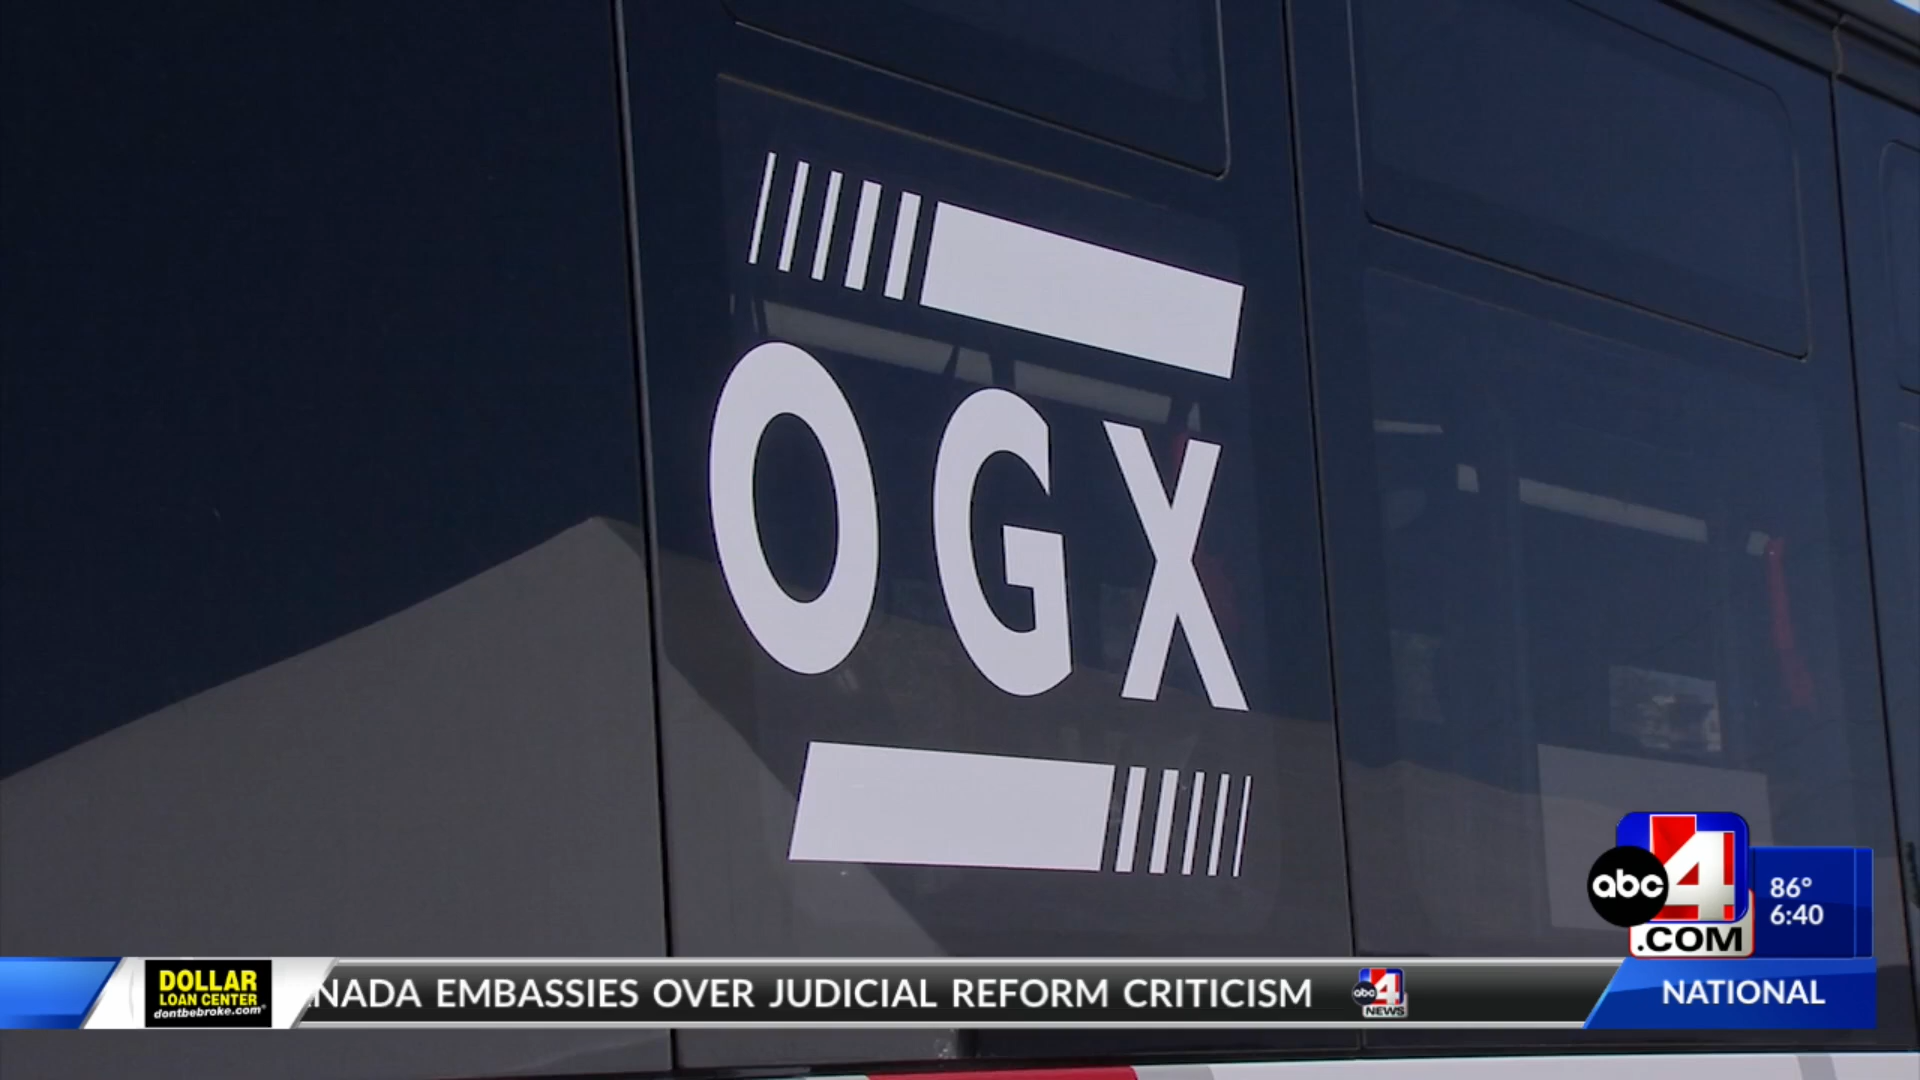 OGX
abc
4
.COM
86°
6:40
DOLLAR
LOAN CENTER
dontbebroke.com
NADA EMBASSIES OVER JUDICIAL REFORM CRITICISM
abc
4
NEWS
NATIONAL